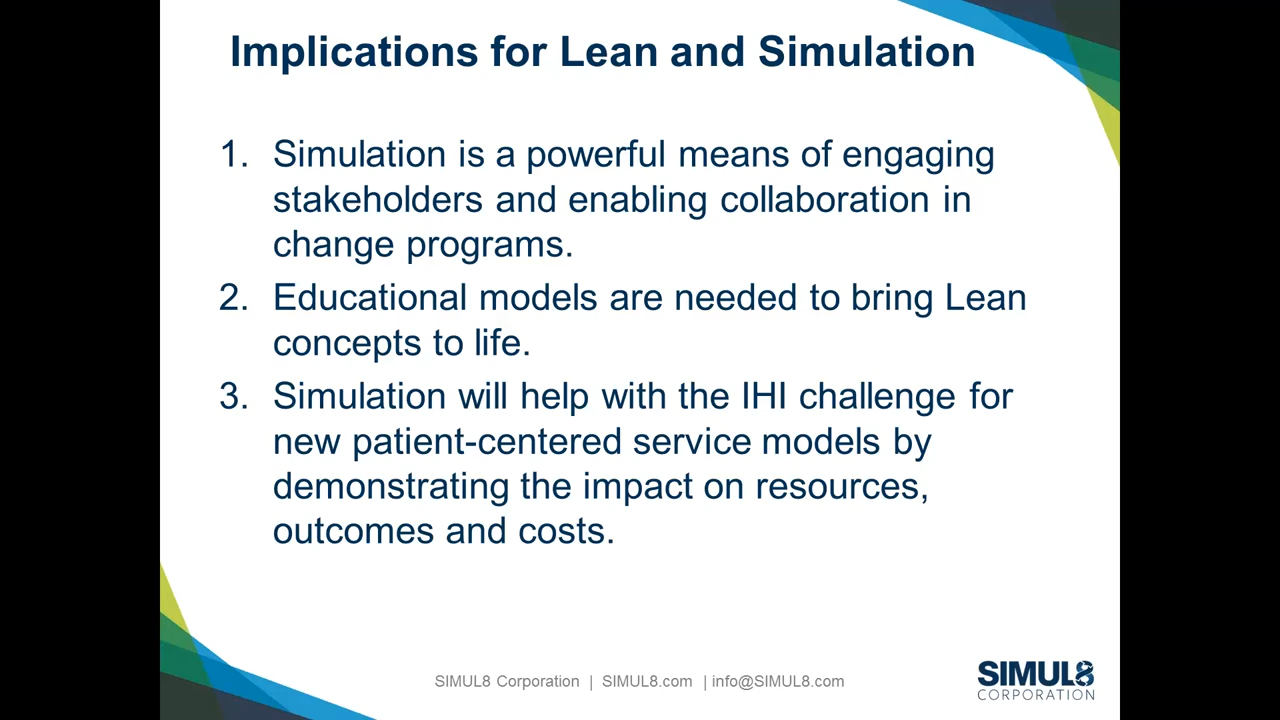 Implications for Lean and Simulation
1. Simulation is a powerful means of engaging
stakeholders and enabling collaboration in
change programs.
2. Educational models are needed to bring Lean
concepts to life.
3. Simulation will help with the IHI challenge for
new patient-centered service models by
demonstrating the impact on resources,
outcomes and costs.
SIMUL8 Corporation | SIMUL8.com | info@SIMUL8.com
SIMUL8
CORPORATION